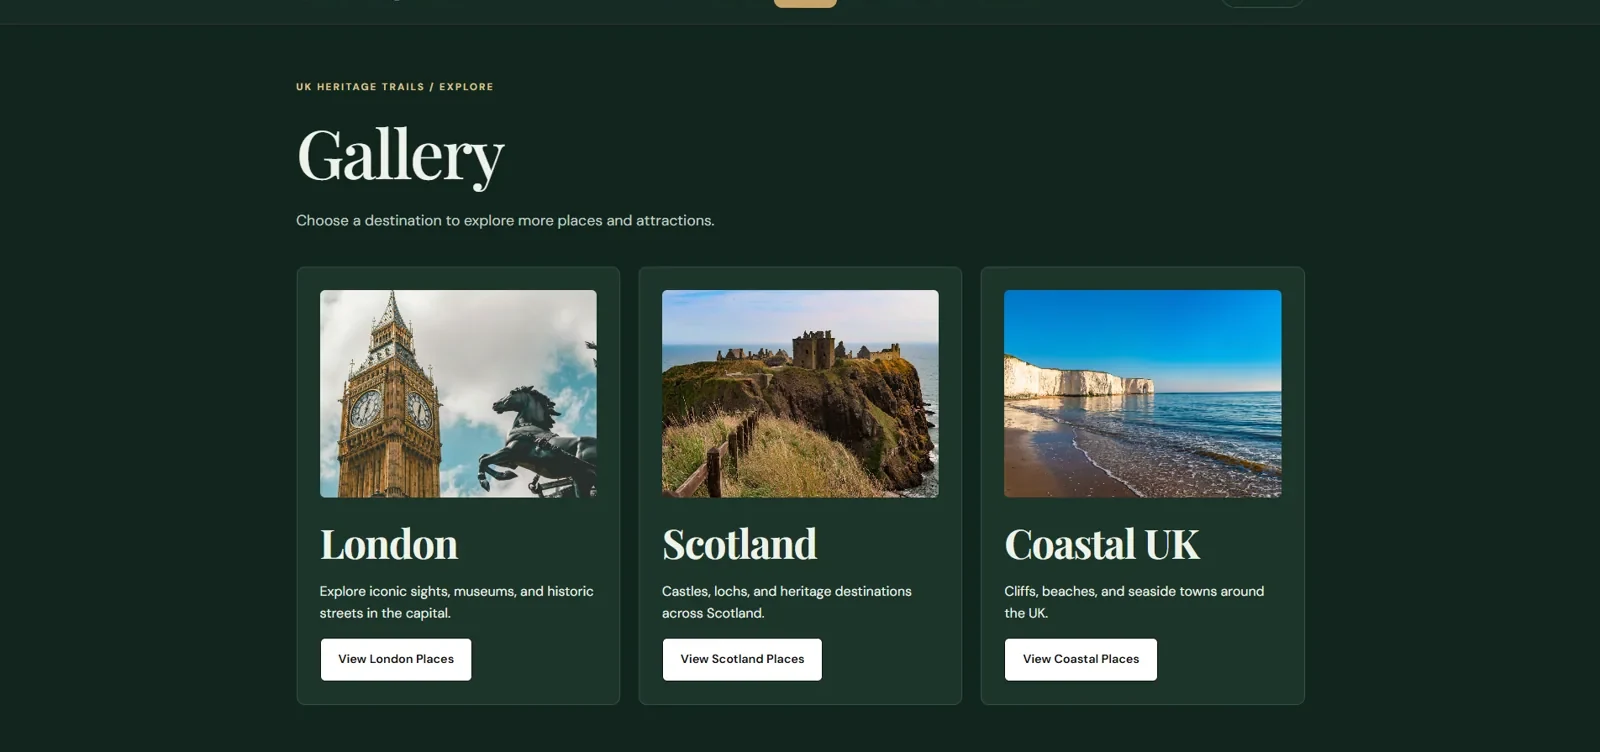 UK HERITAGE TRAILS / EXPLORE
Gallery
Choose a destination to explore more places and attractions.
London
Explore iconic sights, museums, and historic
streets in the capital.
View London Places
Scotland
Castles, lochs, and heritage destinations
across Scotland.
View Scotland Places
Coastal UK
Cliffs, beaches, and seaside towns around
the UK.
View Coastal Places